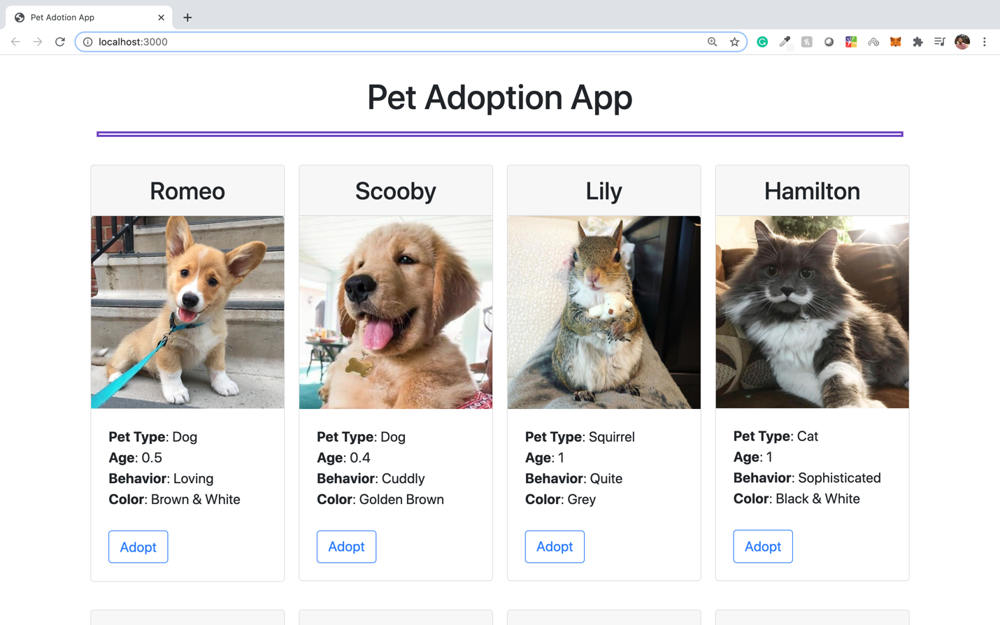 Pet Adotion App
localhost:3000
Pet Adoption App
Romeo
Scooby
Lily
Hamilton
Pet Type: Dog
Age: 0.5
Behavior: Loving
Color: Brown & White
Adopt
Pet Type: Dog
Age: 0.4
Behavior: Cuddly
Color: Golden Brown
Adopt
Pet Type: Squirrel
Age: 1
Behavior: Quite
Color: Grey
Adopt
Pet Type: Cat
Age: 1
Behavior: Sophisticated
Color: Black & White
Adopt